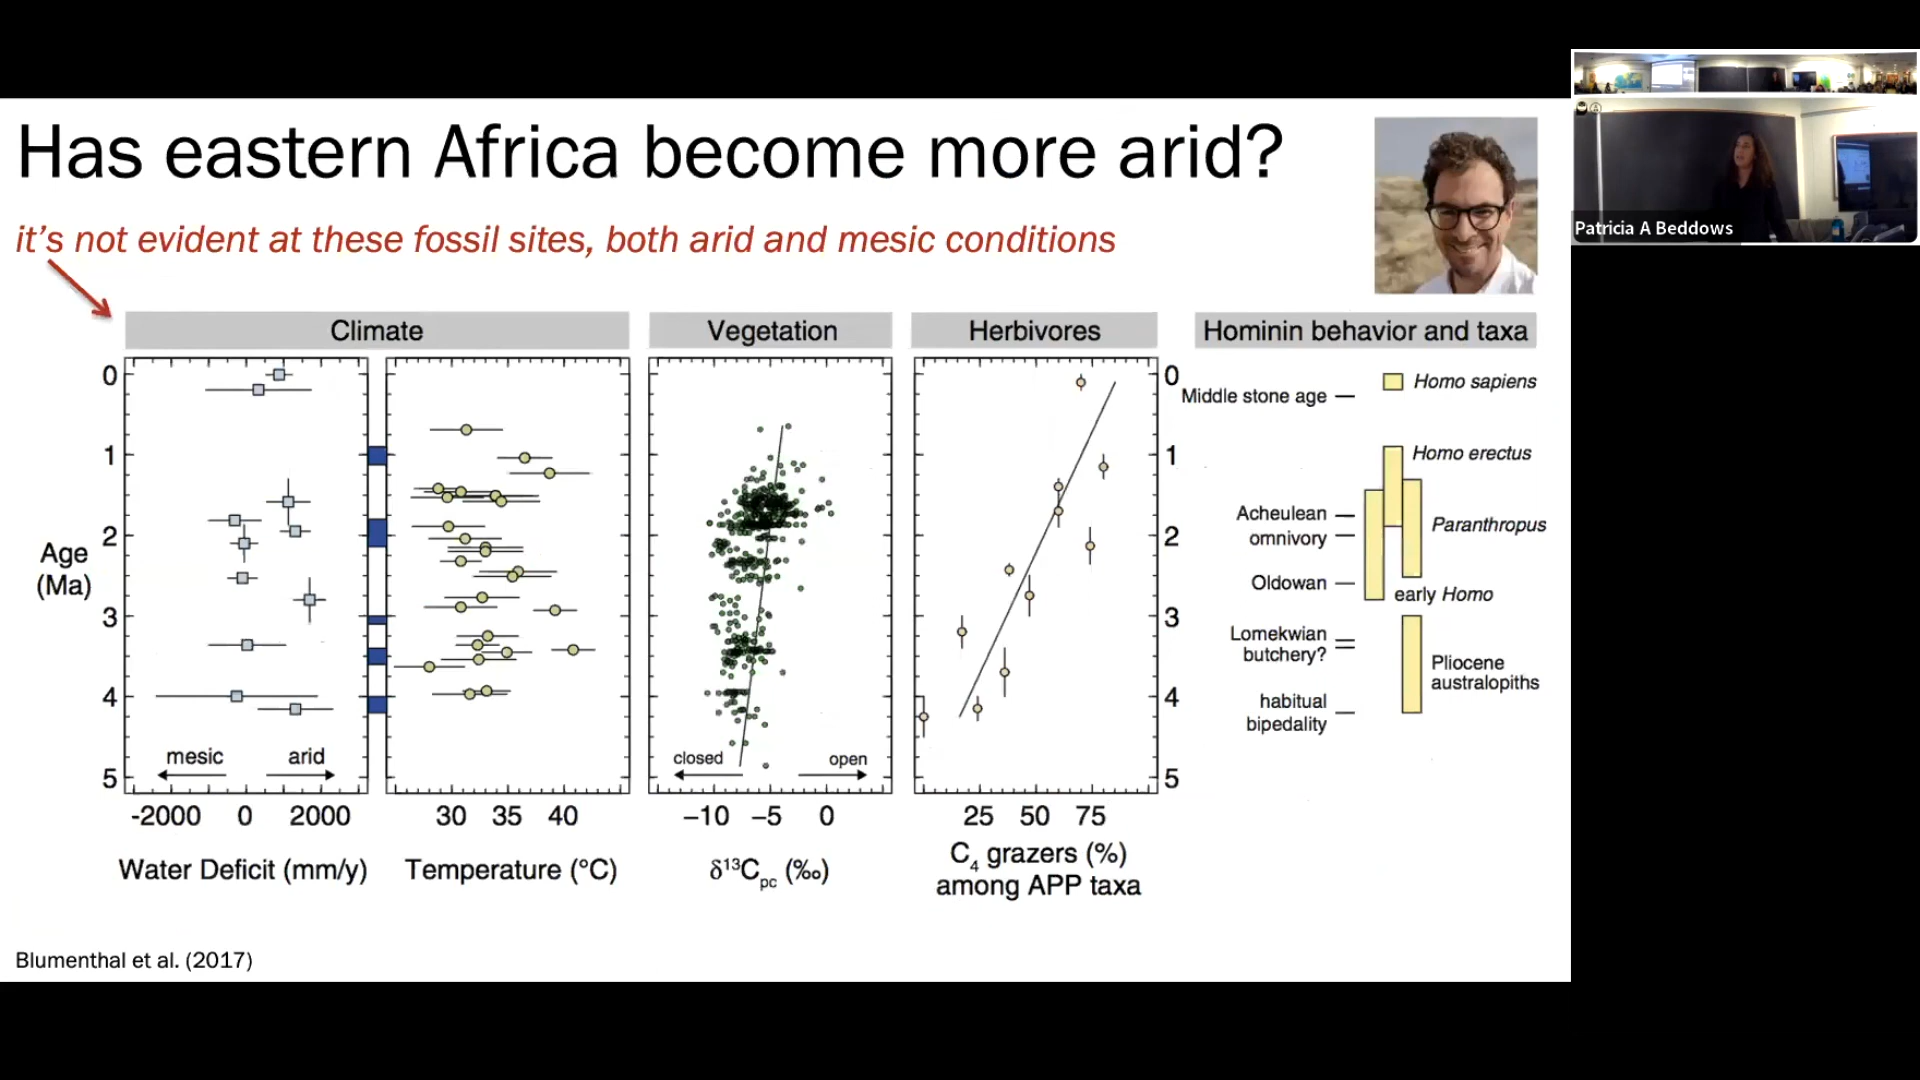 Has eastern Africa become more arid?
it's not evident at these fossil sites, both arid and mesic conditions
Patricia A Beddows
Climate
Vegetation
Herbivores
Hominin behavior and taxa
Age
(Ma)
0
1
2
3
4
5
mesic
arid
-2000 0 2000
Water Deficit (mm/y)
30 35 40
Temperature (°C)
closed
open
−10 −5 0
δ¹³Cpc (‰)
25 50 75
C₄ grazers (%)
among APP taxa
0
1
2
3
4
5
Middle stone age
Acheulean
omnivory
Oldowan
Lomekwian
butchery?
habitual
bipedality
Homo sapiens
Homo erectus
Paranthropus
early Homo
Pliocene
australopiths
Blumenthal et al. (2017)